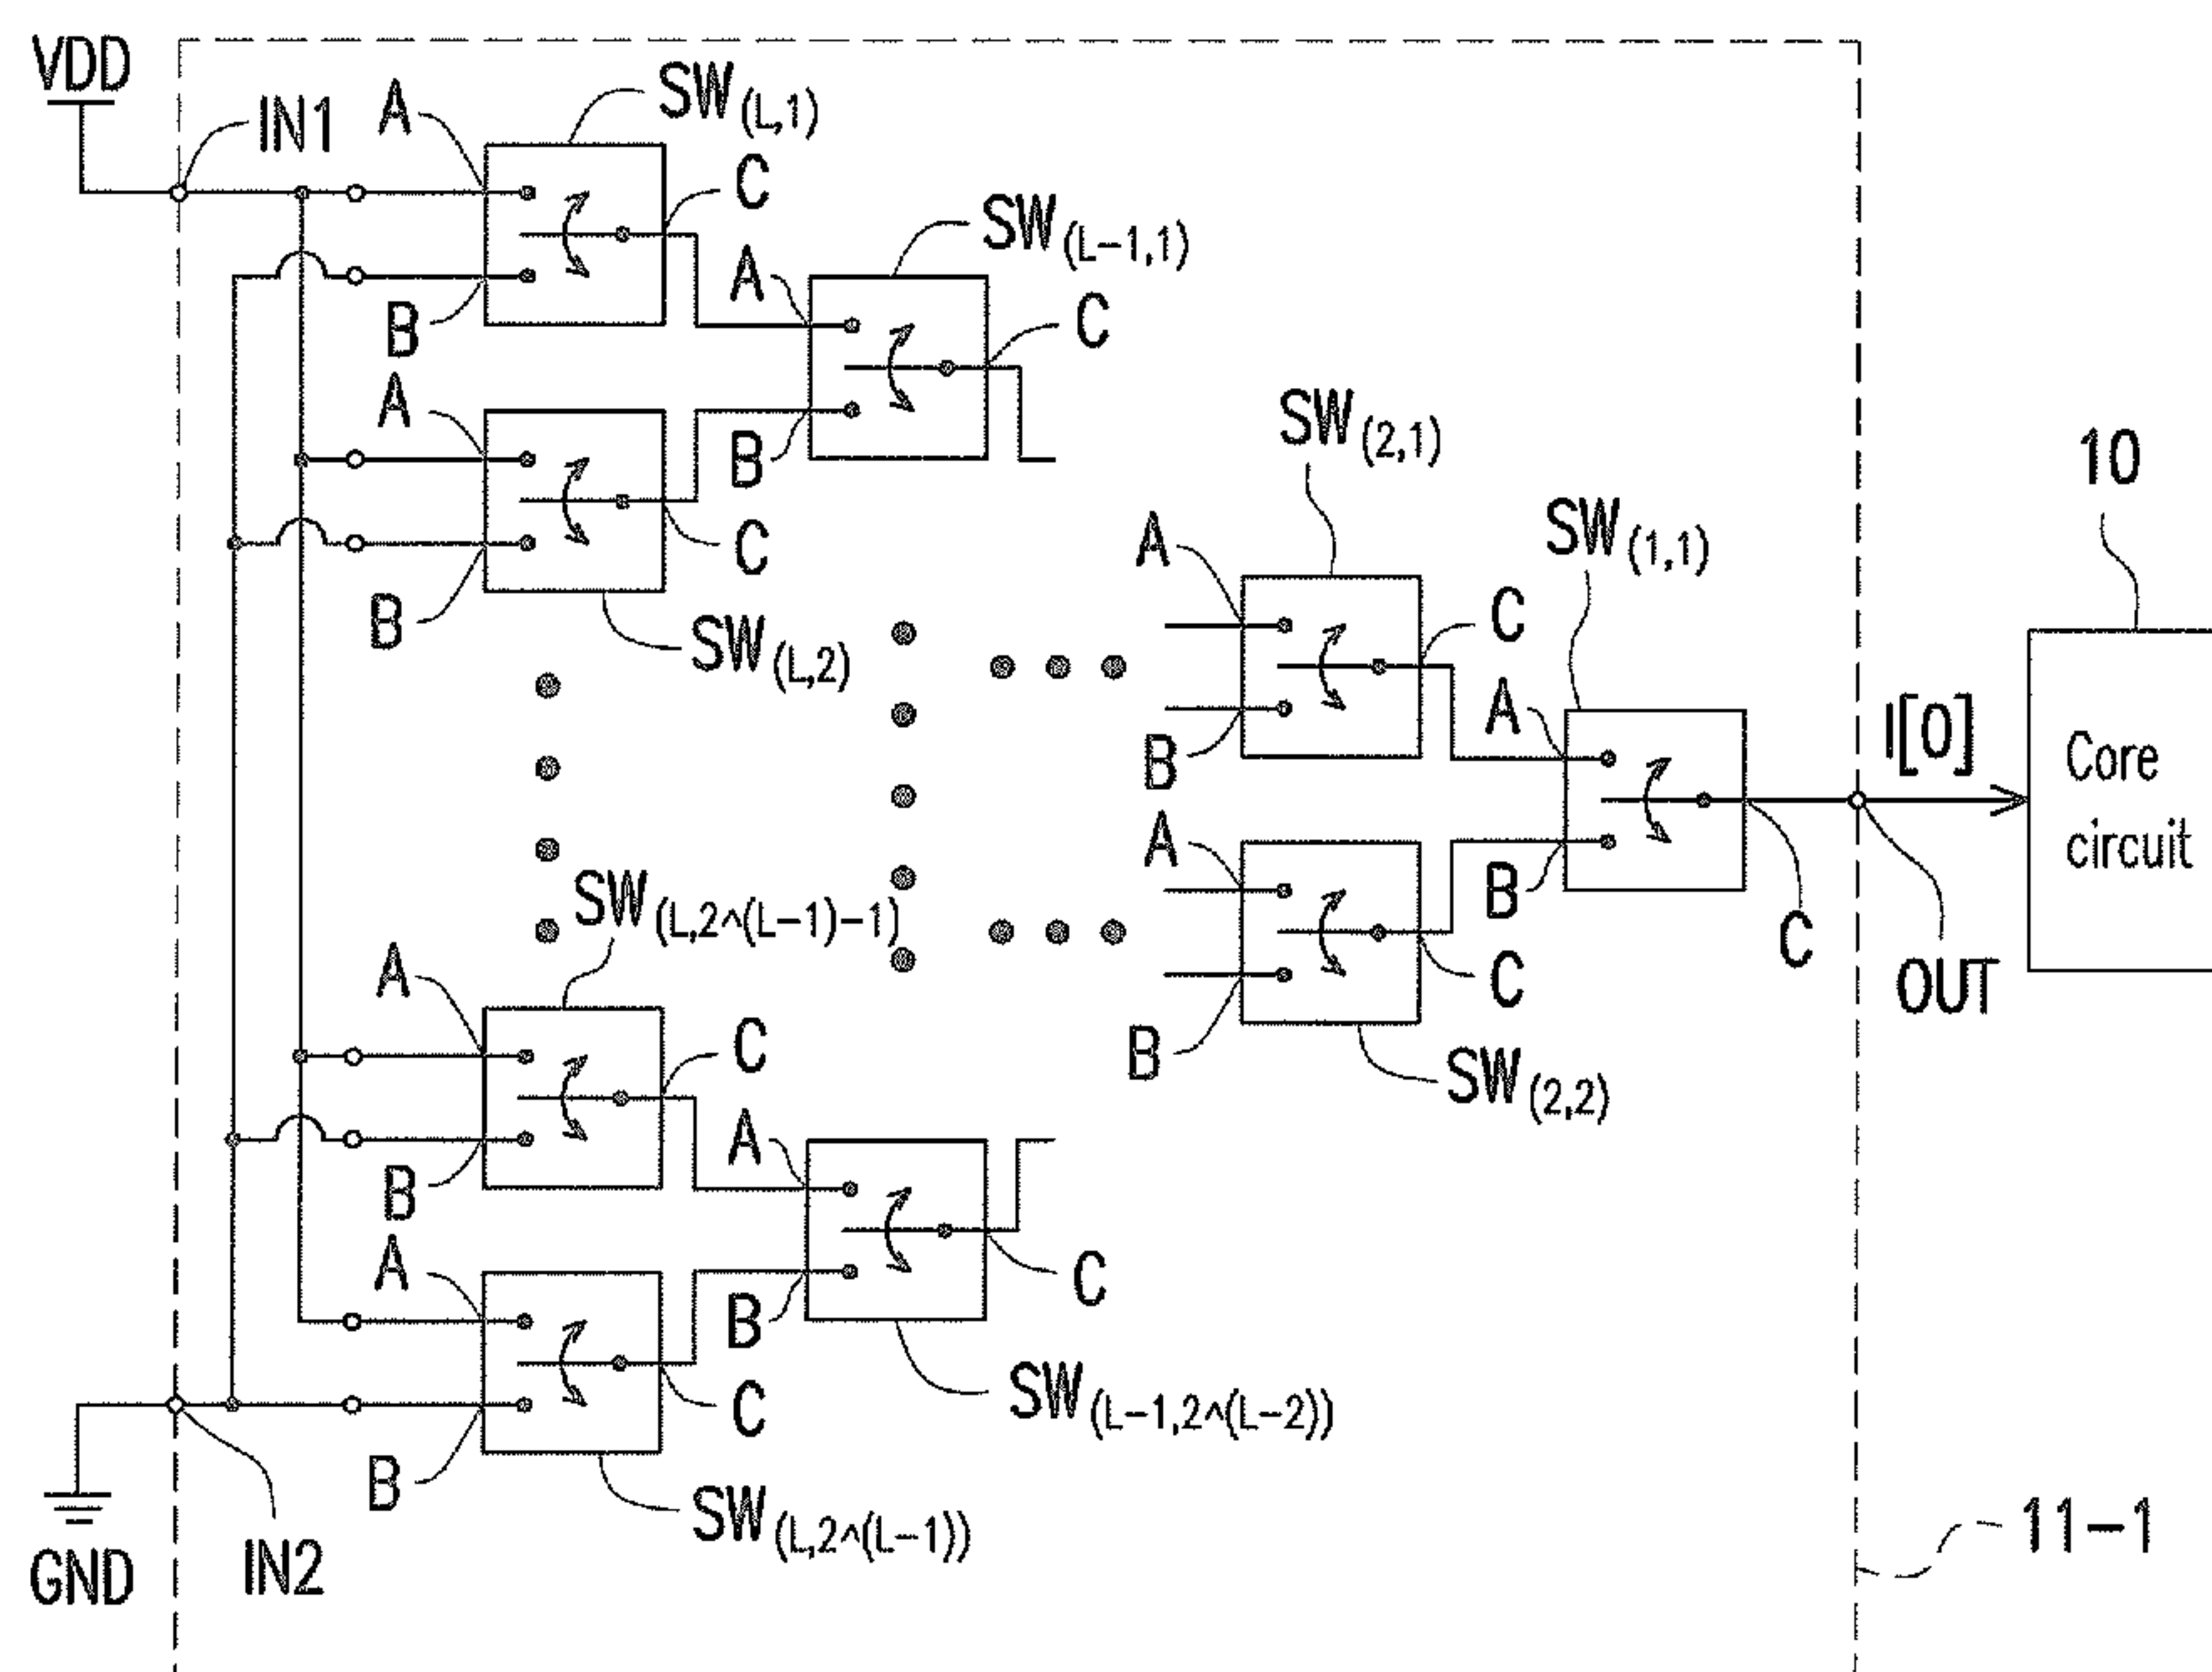 VDD
IN1
A
SW(L,1)
C
B
SW(L-1,1)
A
C
A
B
C
B
SW(L,2)
SW(2,1)
A
C
B
SW(1,1)
A
B
C
I[0]
OUT
10
Core
circuit
A
C
B
SW(2,2)
SW(L,2^(L-1)-1)
A
C
B
A
B
C
SW(L-1,2^(L-2))
A
C
B
SW(L,2^(L-1))
GND
IN2
11-1